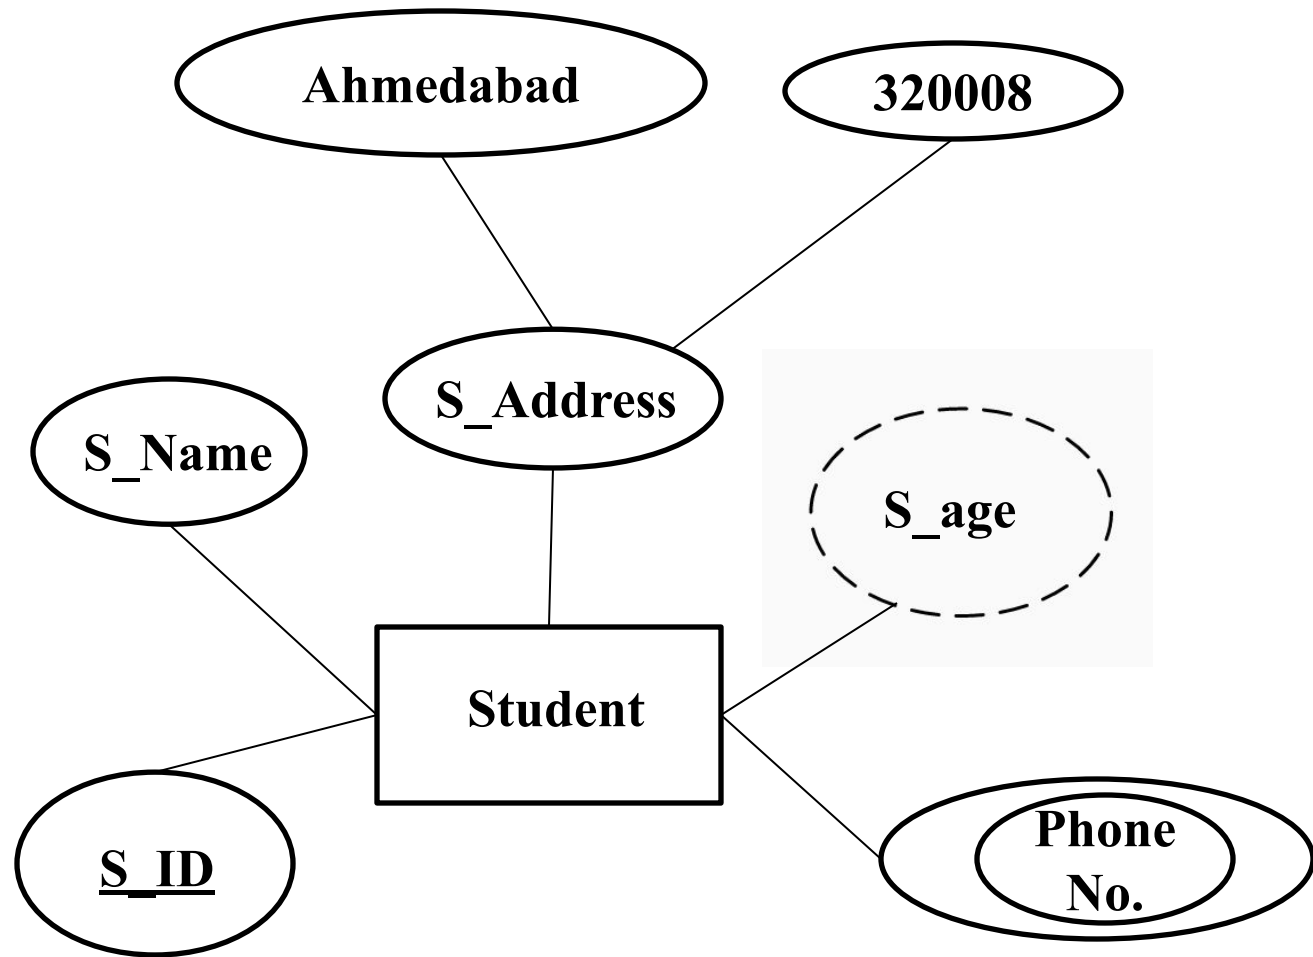 Ahmedabad
320008
S_Address
S_Name
S_age
Student
S_ID
Phone
No.